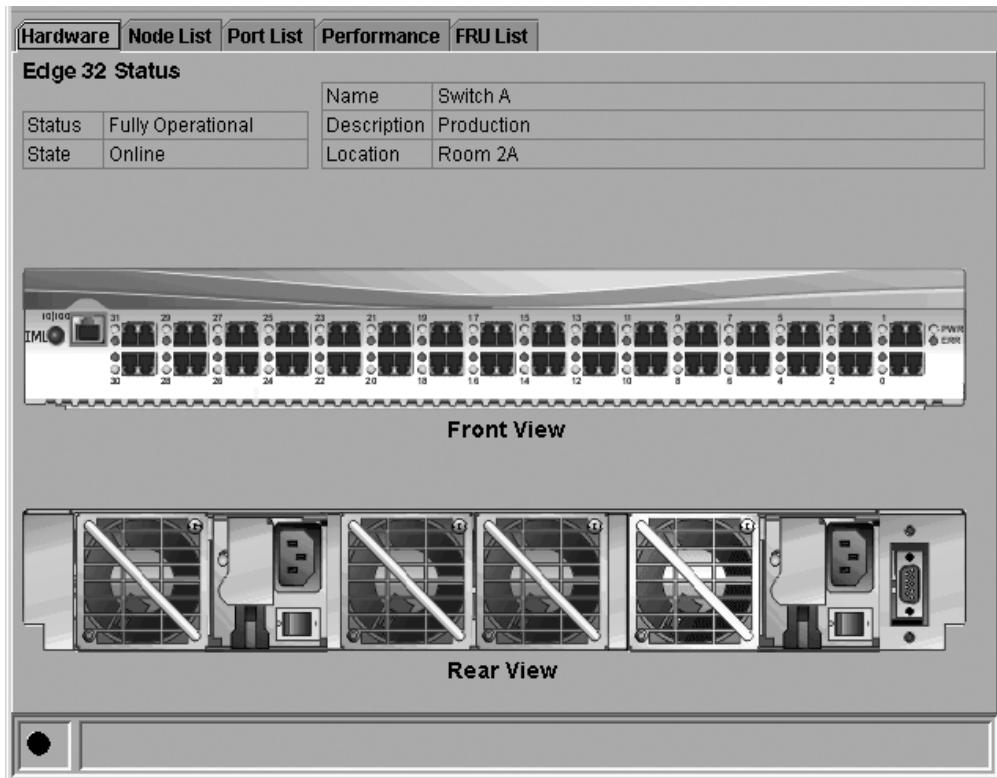 Hardware Node List Port List Performance FRU List
Edge 32 Status
Name Switch A
Status Fully Operational Description Production
State Online Location Room 2A
10|100
31 29 27 25 23 21 19 17 15 13 11 9 7 5 3 1
PWR
IML
ERR
30 28 26 24 22 20 18 16 14 12 10 8 6 4 2 0
Front View
Rear View